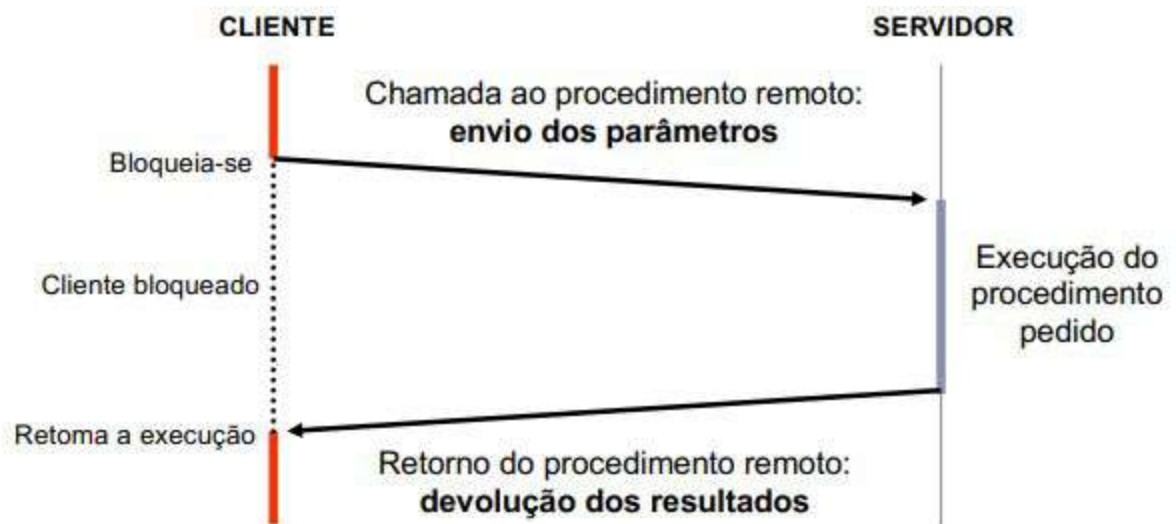 CLIENTE
SERVIDOR
Chamada ao procedimento remoto:
envio dos parâmetros
Bloqueia-se
Cliente bloqueado
Execução do
procedimento
pedido
Retoma a execução
Retorno do procedimento remoto:
devolução dos resultados